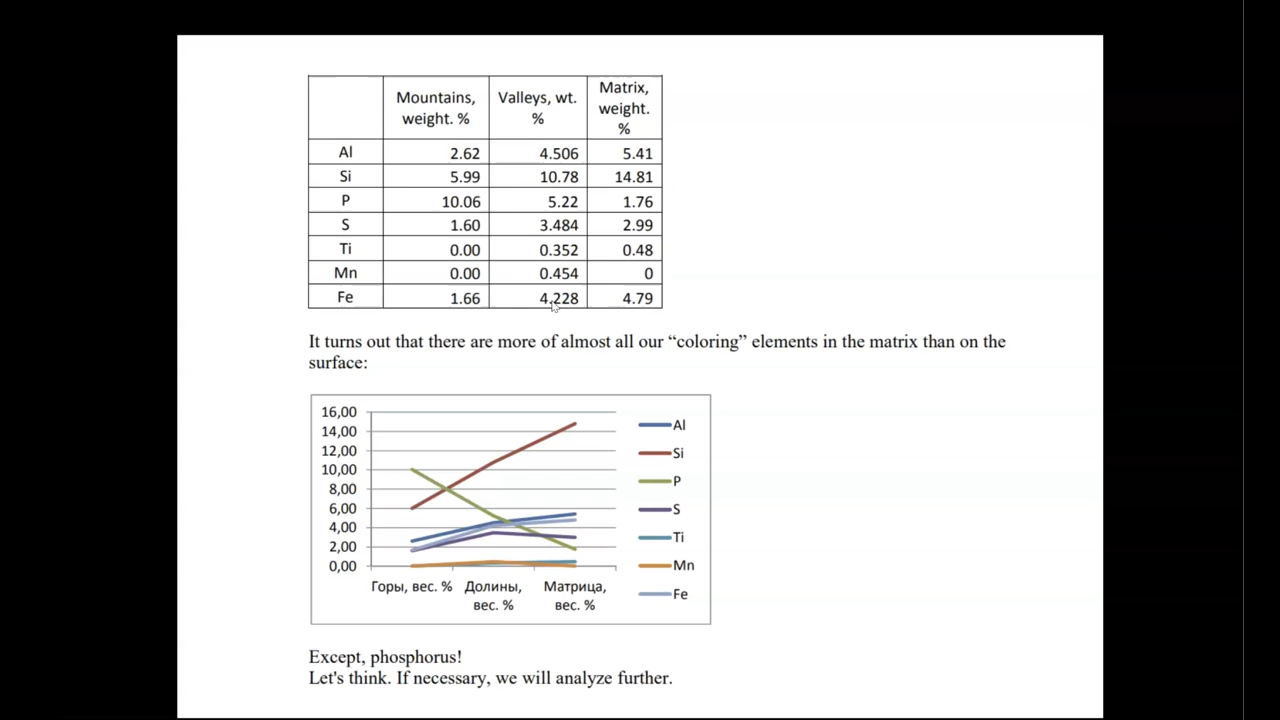 Mountains, weight. % Valleys, wt. % Matrix, weight. %
Al 2.62 4.506 5.41
Si 5.99 10.78 14.81
P 10.06 5.22 1.76
S 1.60 3.484 2.99
Ti 0.00 0.352 0.48
Mn 0.00 0.454 0
Fe 1.66 4.228 4.79
It turns out that there are more of almost all our “coloring” elements in the matrix than on the
surface:
16,00
14,00
12,00
10,00
8,00
6,00
4,00
2,00
0,00
Горы, вес. % Долины, вес. % Матрица, вес. %
Al
Si
P
S
Ti
Mn
Fe
Except, phosphorus!
Let's think. If necessary, we will analyze further.